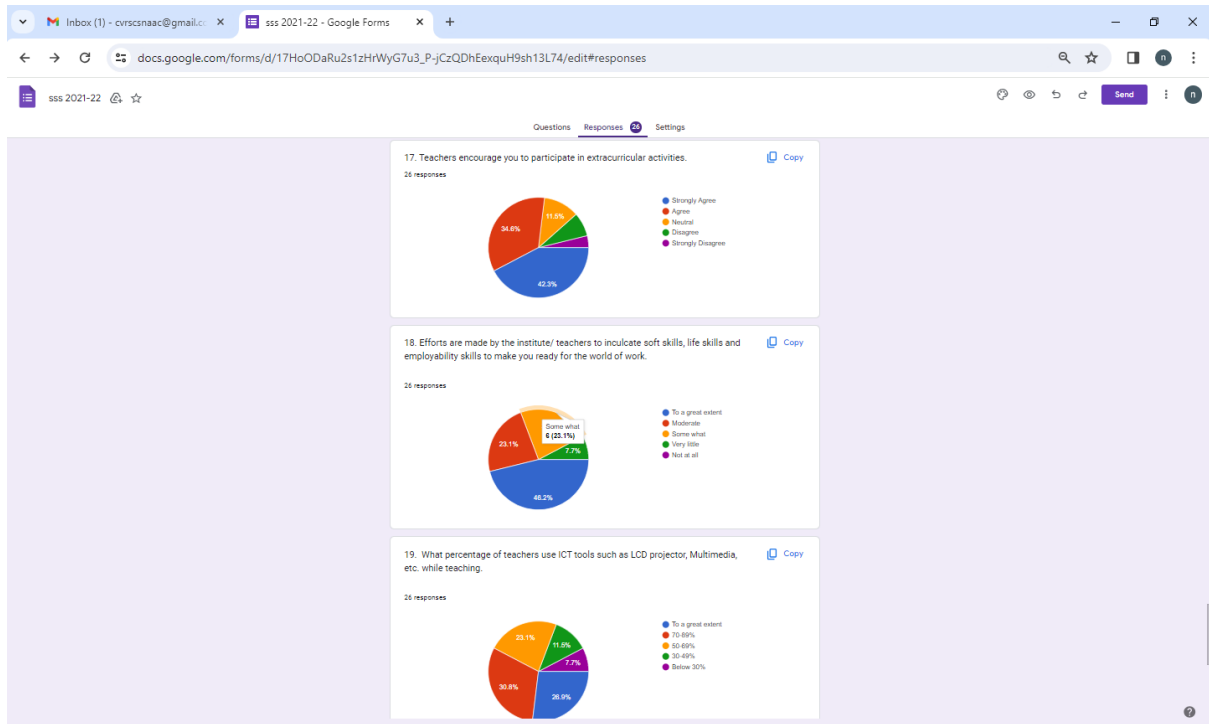 Inbox (1) - cvrscsnaac@gmail.cc
sss 2021-22 - Google Forms
docs.google.com/forms/d/17HoODaRu2s1zHrWyG7u3_P-jCzQDhEexquH9sh13L74/edit#responses
n
sss 2021-22
Send
n
Questions Responses 26 Settings
17. Teachers encourage you to participate in extracurricular activities.
Copy
26 responses
Strongly Agree
Agree
Neutral
Disagree
Strongly Disagree
11.5%
34.6%
42.3%
18. Efforts are made by the institute/ teachers to inculcate soft skills, life skills and
employability skills to make you ready for the world of work.
Copy
26 responses
To a great extent
Moderate
Some what
Very little
Not at all
Some what
6 (23.1%)
23.1%
7.7%
46.2%
19. What percentage of teachers use ICT tools such as LCD projector, Multimedia,
etc. while teaching.
Copy
26 responses
To a great extent
70-89%
50-69%
30-49%
Below 30%
23.1%
11.5%
7.7%
30.8%
26.9%